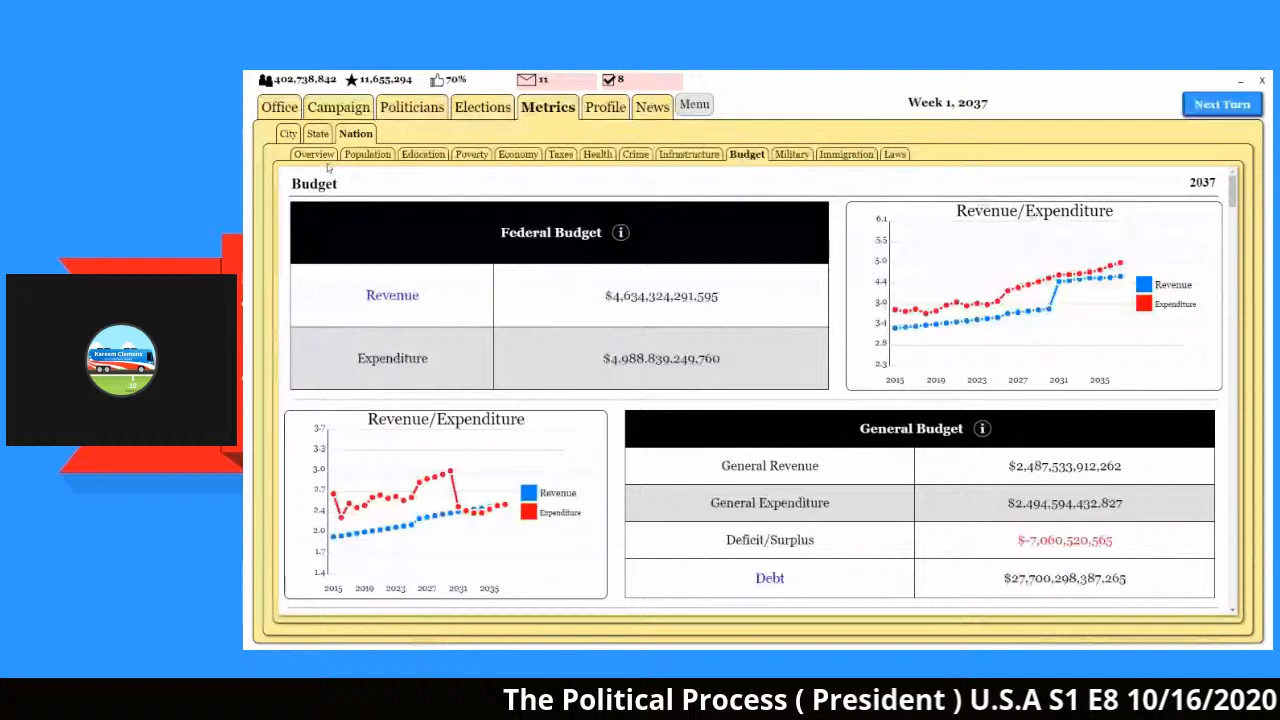 402,738,842 11,655,294 70% 11 8
_ X
Office Campaign Politicians Elections Metrics Profile News Menu
Week 1, 2037
Next Turn
City State Nation
Overview Population Education Poverty Economy Taxes Health Crime Infrastructure Budget Military Immigration Laws
Budget
2037
Federal Budget i
Revenue $4,634,324,291,595
Expenditure $4,988,839,249,760
Revenue/Expenditure
6.1
5.5
5.0
4.4
3.9
3.4
2.8
2.3
2015 2019 2023 2027 2031 2035
Revenue
Expenditure
Kareem Clemons
10
Revenue/Expenditure
3.7
3.3
3.0
2.7
2.4
2.0
1.7
1.4
2015 2019 2023 2027 2031 2035
Revenue
Expenditure
General Budget i
General Revenue $2,487,533,912,262
General Expenditure $2,494,594,432,827
Deficit/Surplus $-7,060,520,565
Debt $27,700,298,387,265
The Political Process ( President ) U.S.A S1 E8 10/16/2020